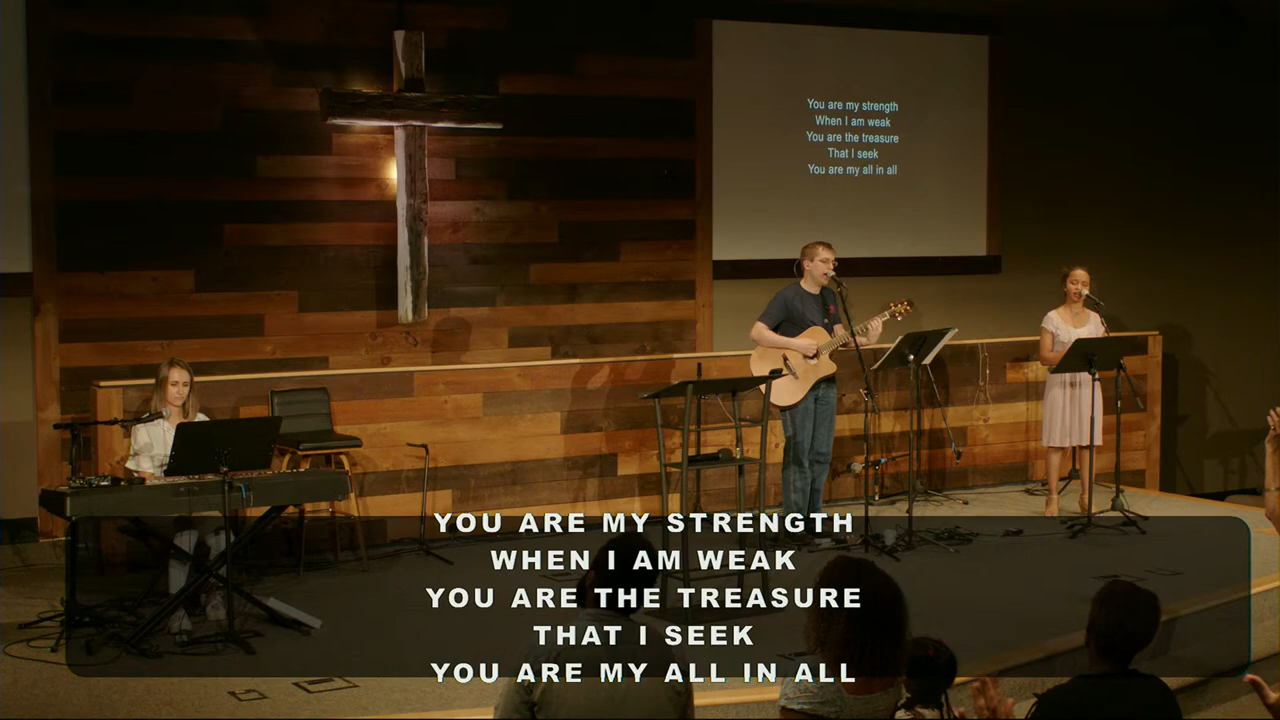 You are my strength
When I am weak
You are the treasure
That I seek
You are my all in all
YOU ARE MY STRENGTH
WHEN I AM WEAK
YOU ARE THE TREASURE
THAT I SEEK
YOU ARE MY ALL IN ALL